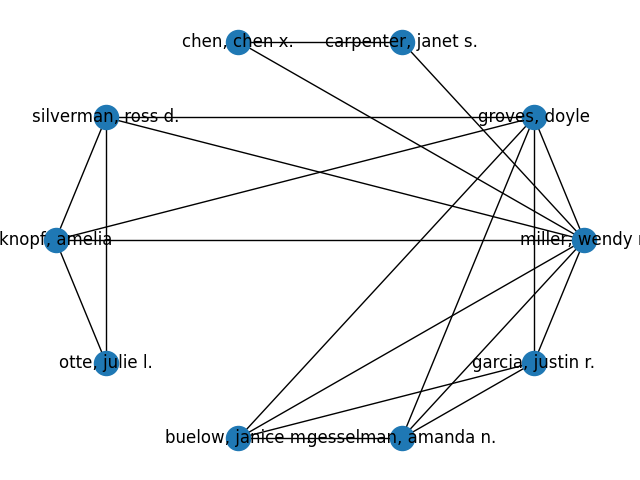 chen, chen x.
carpenter, janet s.
silverman, ross d.
groves, doyle
knopf, amelia
miller, wendy
otte, julie l.
garcia, justin r.
buelow, janice m.
gesselman, amanda n.